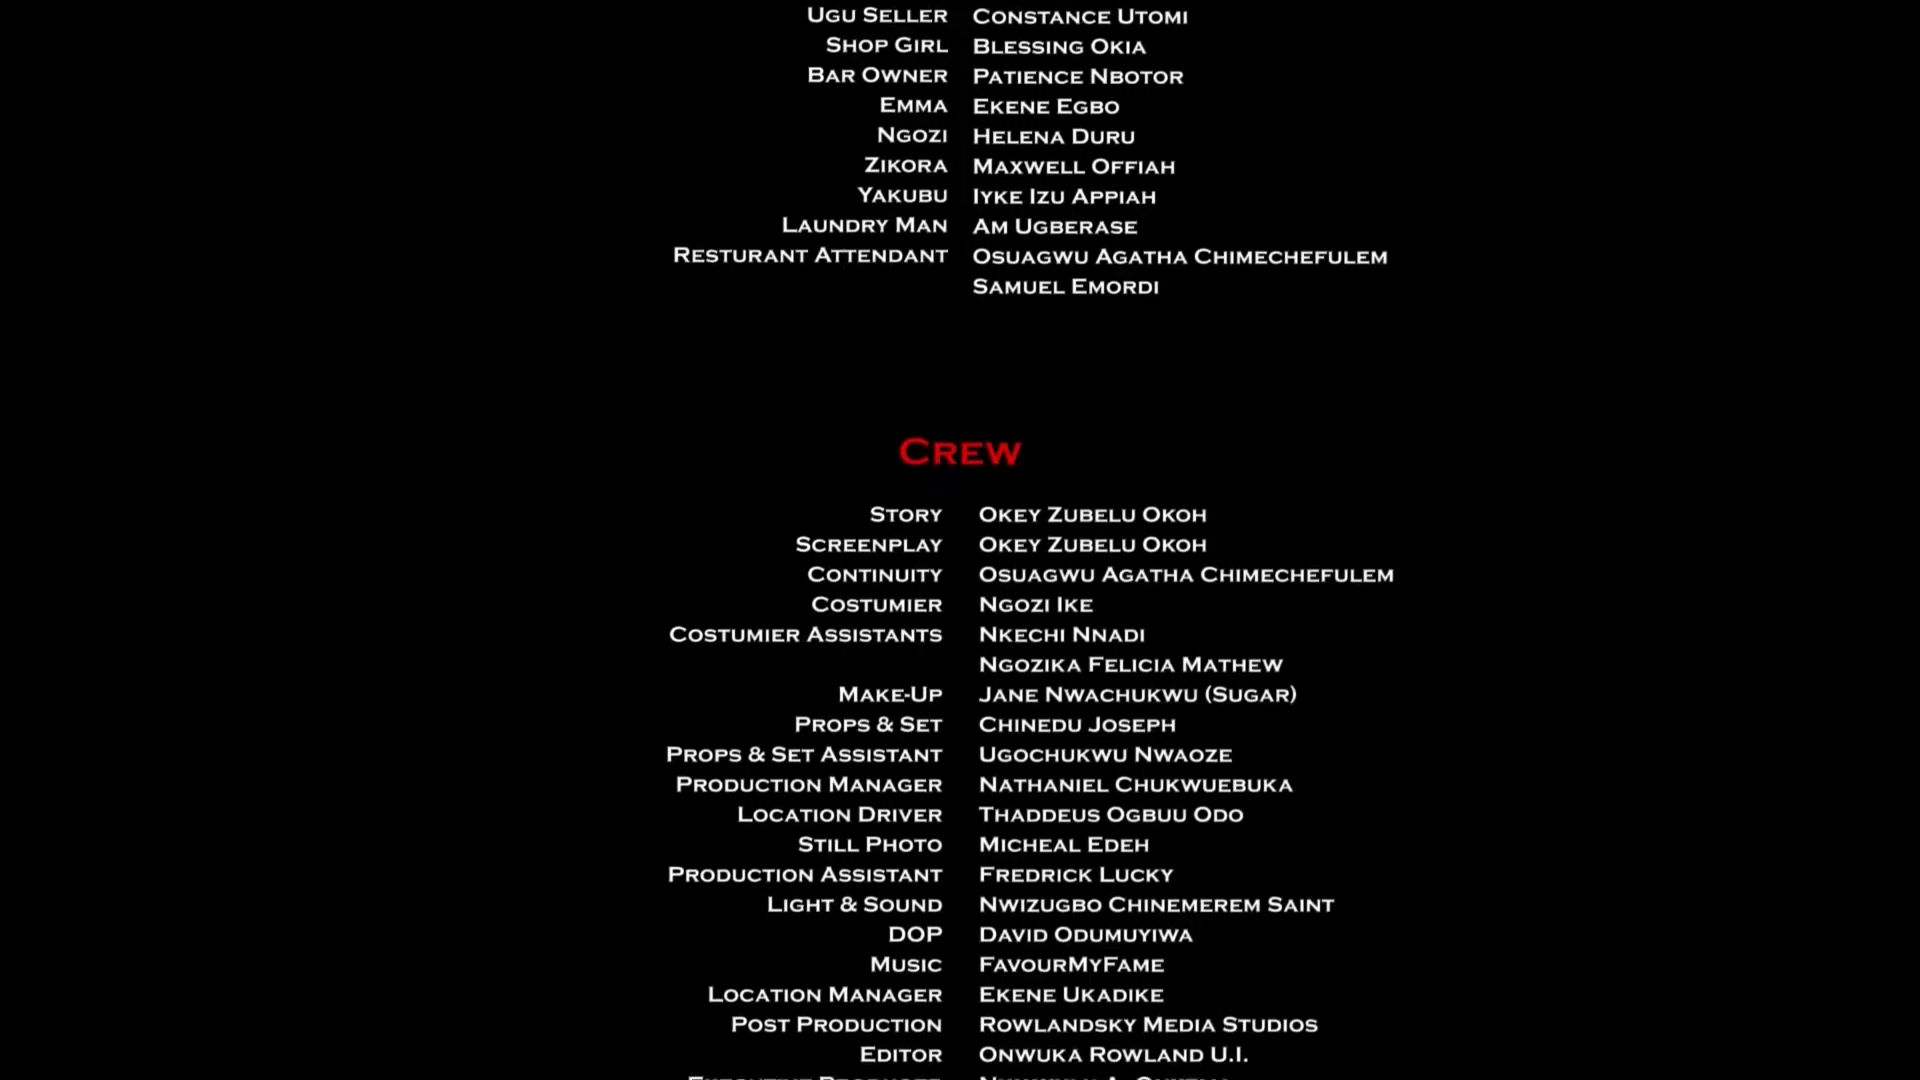 Ugu Seller Constance Utomi
Shop Girl Blessing Okia
Bar Owner Patience Nbotor
Emma Ekene Egbo
Ngozi Helena Duru
Zikora Maxwell Offiah
Yakubu Iyke Izu Appiah
Laundry Man Am Ugberase
Resturant Attendant Osuagwu Agatha Chimechefulem
Samuel Emordi
Crew
Story Okey Zubelu Okoh
Screenplay Okey Zubelu Okoh
Continuity Osuagwu Agatha Chimechefulem
Costumier Ngozi Ike
Costumier Assistants Nkechi Nnadi
Ngozika Felicia Mathew
Make-Up Jane Nwachukwu (Sugar)
Props & Set Chinedu Joseph
Props & Set Assistant Ugochukwu Nwaoze
Production Manager Nathaniel Chukwuebuka
Location Driver Thaddeus Ogbuu Odo
Still Photo Micheal Edeh
Production Assistant Fredrick Lucky
Light & Sound Nwizugbo Chinemerem Saint
DOP David Odumuyiwa
Music FavourMyFame
Location Manager Ekene Ukadike
Post Production Rowlandsky Media Studios
Editor Onwuka Rowland U.I.
Executive Producer